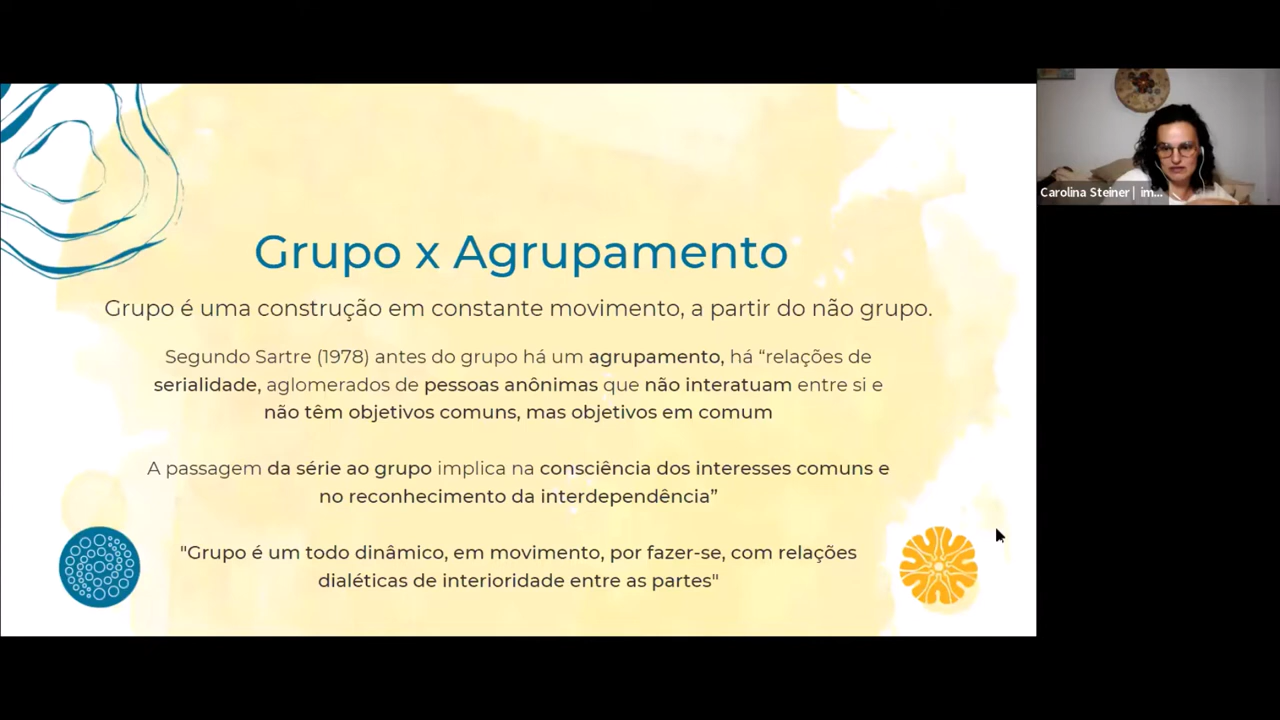 Grupo x Agrupamento
Grupo é uma construção em constante movimento, a partir do não grupo.
Segundo Sartre (1978) antes do grupo há um agrupamento, há “relações de
serialidade, aglomerados de pessoas anônimas que não interatuam entre si e
não têm objetivos comuns, mas objetivos em comum
A passagem da série ao grupo implica na consciência dos interesses comuns e
no reconhecimento da interdependência”
"Grupo é um todo dinâmico, em movimento, por fazer-se, com relações
dialéticas de interioridade entre as partes"
Carolina Steiner | im...